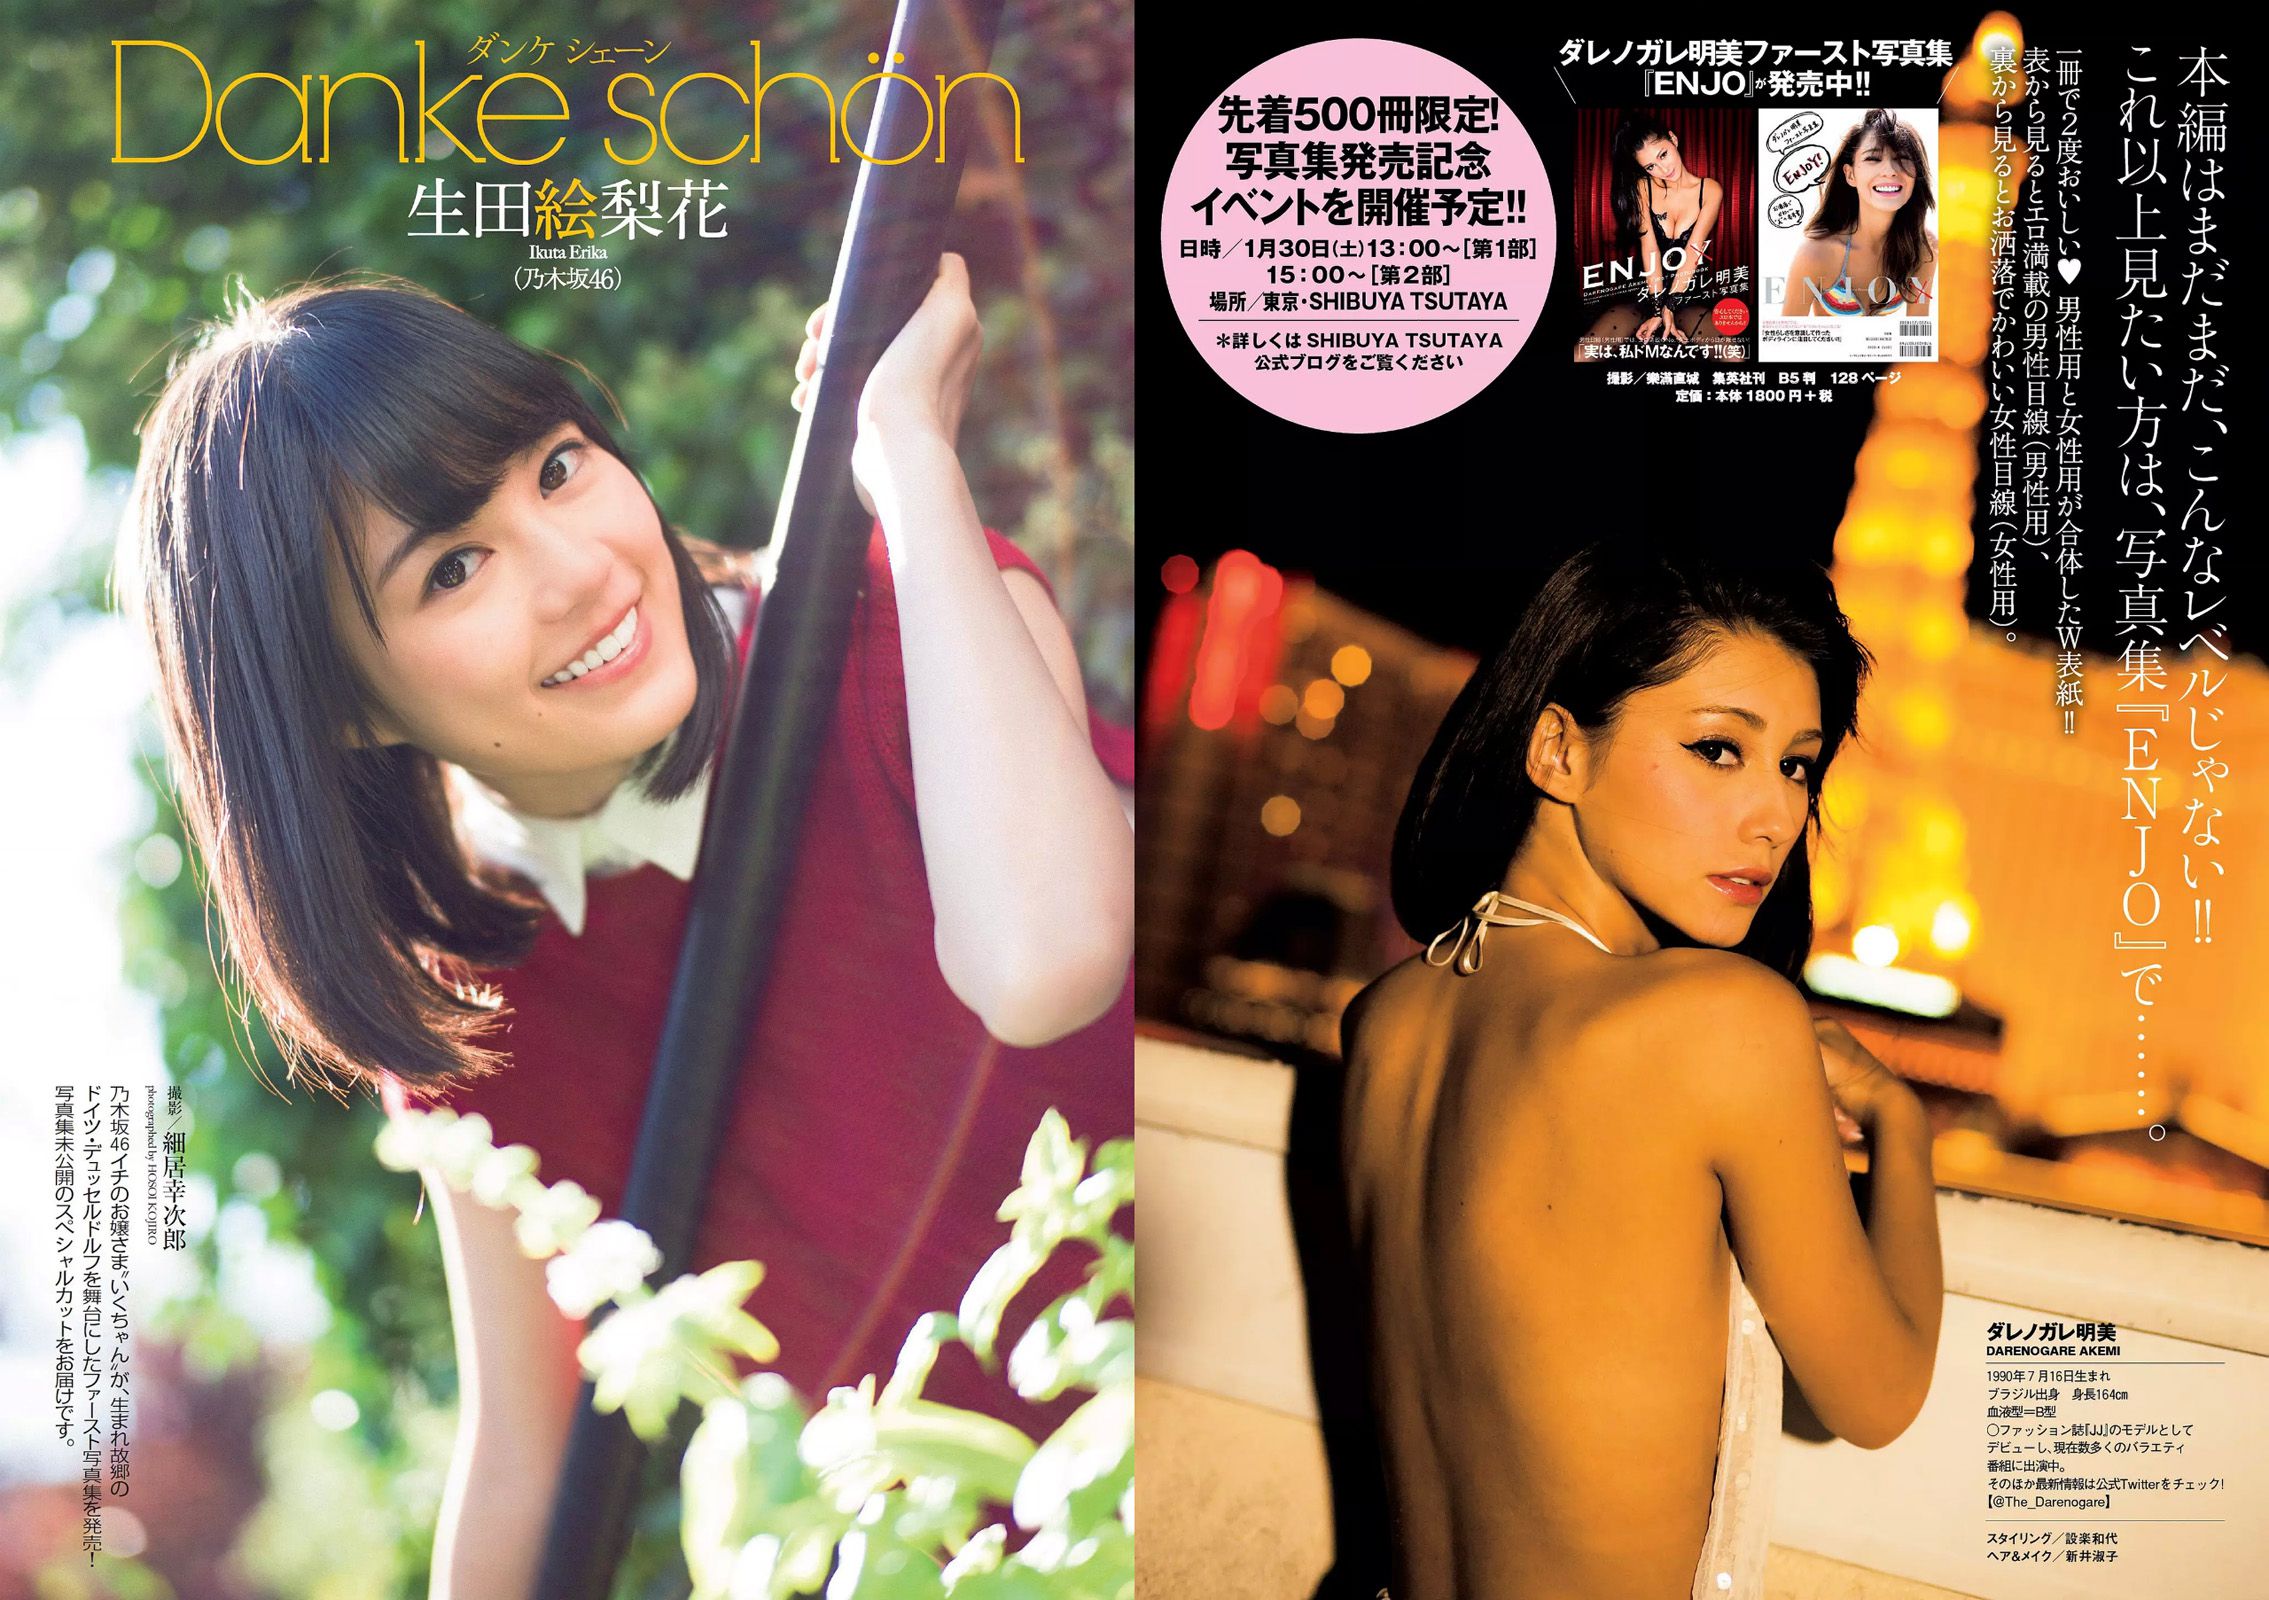 ダンケ シェーン
Danke schön
生田絵梨花
Ikuta Erika
(乃木坂46)
撮影／細居幸次郎
photographed by HOSOI KOJIRO
乃木坂46イチのお嬢さま"いくちゃん"が、生まれ故郷の
ドイツ・デュッセルドルフを舞台にしたファースト写真集を発売!
写真集未公開のスペシャルカットをお届けです。
先着500冊限定!
写真集発売記念
イベントを開催予定!!
日時／1月30日(土)13:00〜[第1部]
15:00〜[第2部]
場所／東京・SHIBUYA TSUTAYA
＊詳しくは SHIBUYA TSUTAYA
公式ブログをご覧ください
ダレノガレ明美ファースト写真集
『ENJO』が発売中!!
ENJOY
ダレノガレ明美
ファースト写真集
「実は、私ドMなんです!!(笑)」
ダレノガレ明美
ファースト写真集
ENJOY!
ENJOY
撮影／樂滿直城　集英社刊　B5判　128ページ
定価：本体1800円＋税
本編はまだまだ、こんなレベルじゃない!!
これ以上見たい方は、写真集『ENJO』で………。
一冊で2度おいしい♥ 男性用と女性用が合体したW表紙!!
表から見るとエロ満載の男性目線(男性用)、
裏から見るとお洒落でかわいい女性目線(女性用)。
ダレノガレ明美
DARENOGARE AKEMI
1990年7月16日生まれ
ブラジル出身　身長164㎝
血液型＝B型
○ファッション誌『JJ』のモデルとして
デビューし、現在数多くのバラエティ
番組に出演中。
そのほか最新情報は公式Twitterをチェック!
【@The_Darenogare】
スタイリング／設楽和代
ヘア&メイク／新井淑子